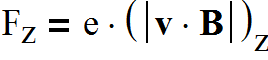 F_Z = e · (|𝐯 · 𝐁|)_Z